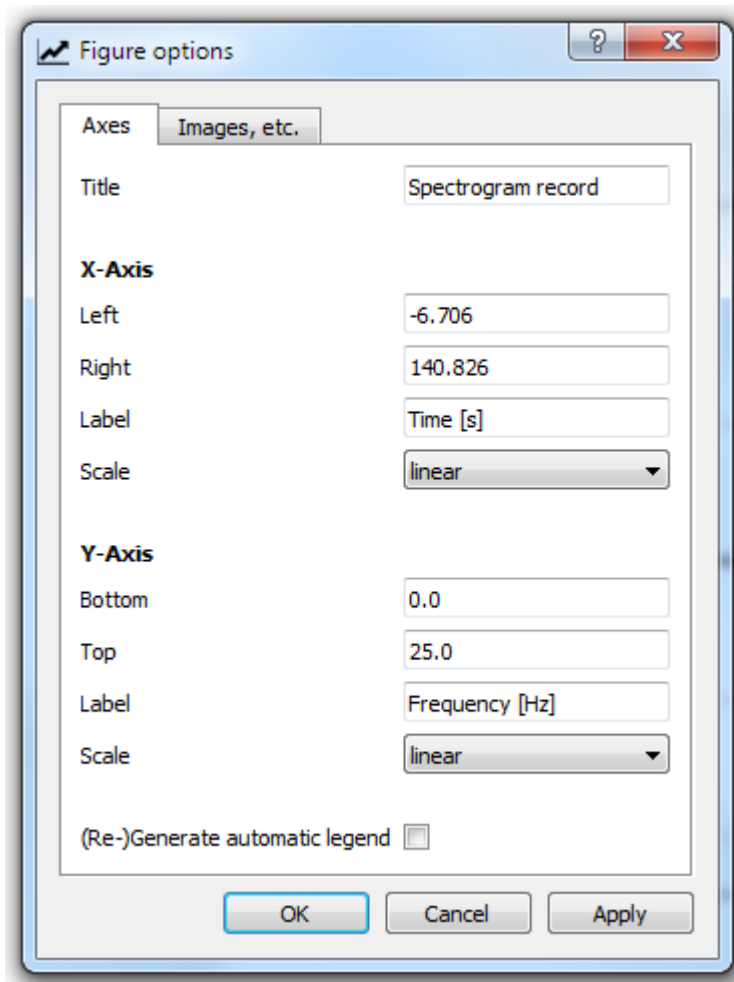 Figure options
Axes Images, etc.
Title Spectrogram record
X-Axis
Left -6.706
Right 140.826
Label Time [s]
Scale linear
Y-Axis
Bottom 0.0
Top 25.0
Label Frequency [Hz]
Scale linear
(Re-)Generate automatic legend
OK Cancel Apply